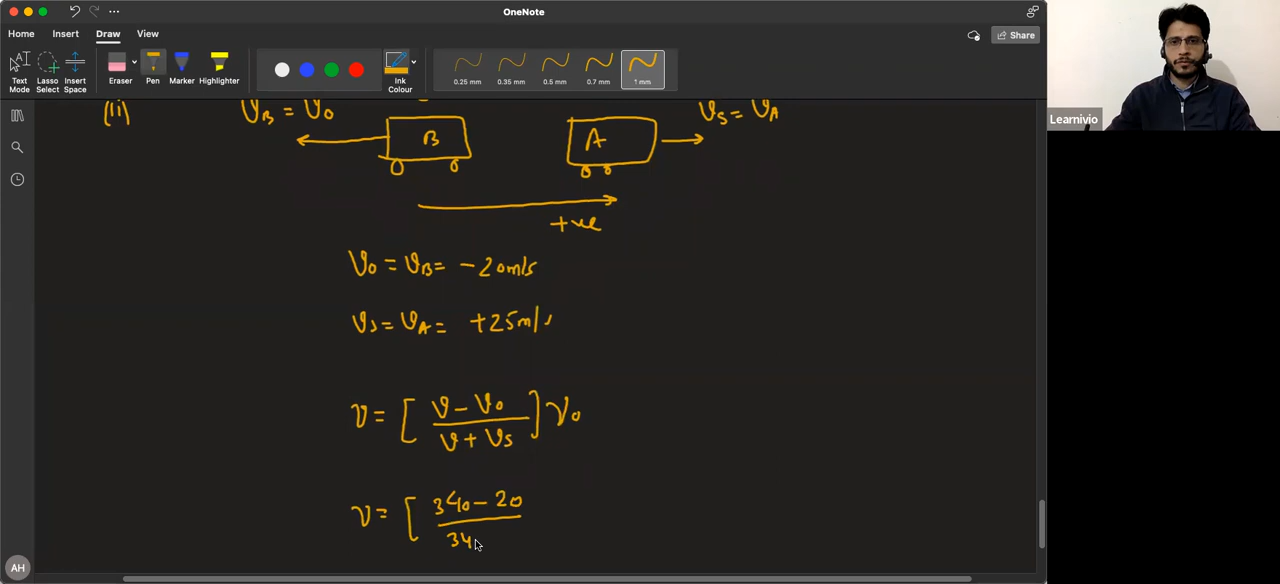 OneNote
Home Insert Draw View
Share
Text Mode Lasso Select Insert Space Eraser Pen Marker Highlighter Ink Colour 0.25 mm 0.35 mm 0.5 mm 0.7 mm 1 mm
Learnivio
(ii) V_B = V_0 B A V_s = V_A
+ve
V_0 = V_B = -20m/s
V_s = V_A = +25m/s
ν = [ (V - V_0) / (V + V_s) ] ν_0
ν = [ 340 - 20 / 34
AH